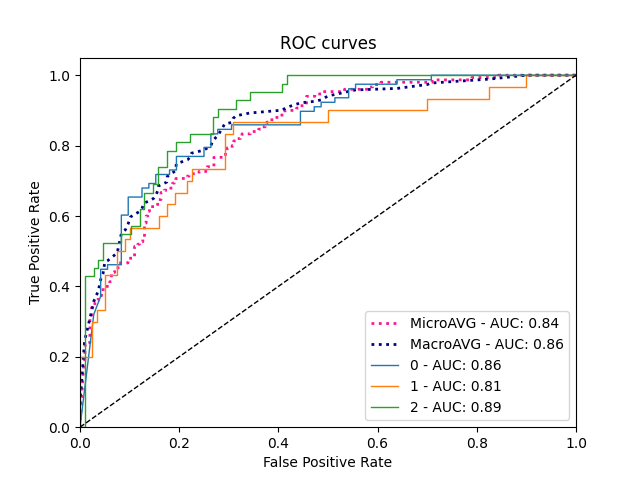 ROC curves
True Positive Rate
1.0
0.8
0.6
0.4
0.2
0.0
MicroAVG - AUC: 0.84
MacroAVG - AUC: 0.86
0 - AUC: 0.86
1 - AUC: 0.81
2 - AUC: 0.89
0.0 0.2 0.4 0.6 0.8 1.0
False Positive Rate